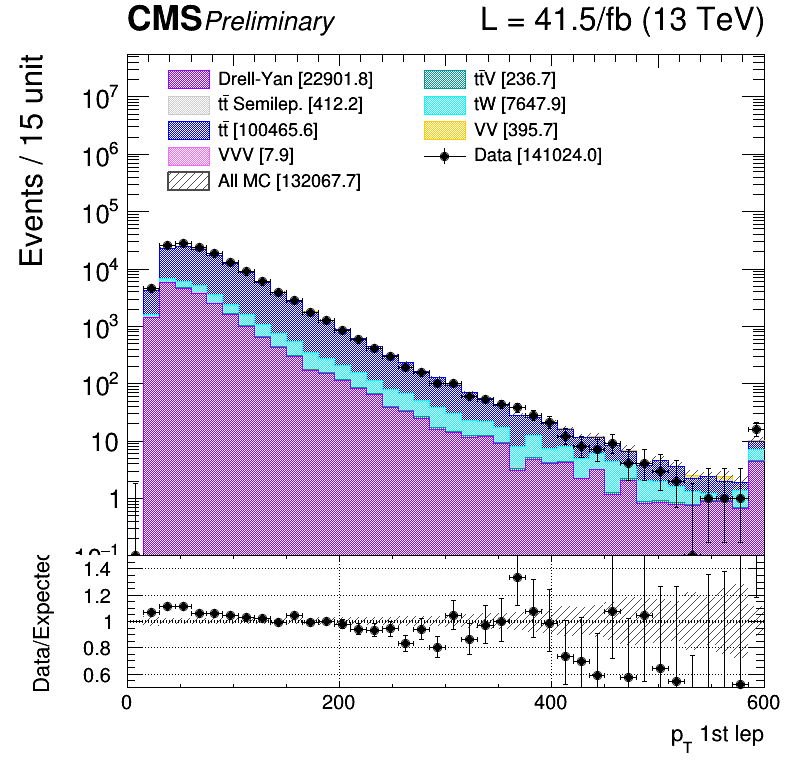 CMS Preliminary L = 41.5/fb (13 TeV)
Events / 15 unit
Drell-Yan [22901.8]
tt̄ Semilep. [412.2]
tt̄ [100465.6]
VVV [7.9]
All MC [132067.7]
tt̄V [236.7]
tW [7647.9]
VV [395.7]
Data [141024.0]
10⁷
10⁶
10⁵
10⁴
10³
10²
10
1
10⁻¹
Data/Expected
1.4
1.2
1
0.8
0.6
0 200 400 600
p_T 1st lep